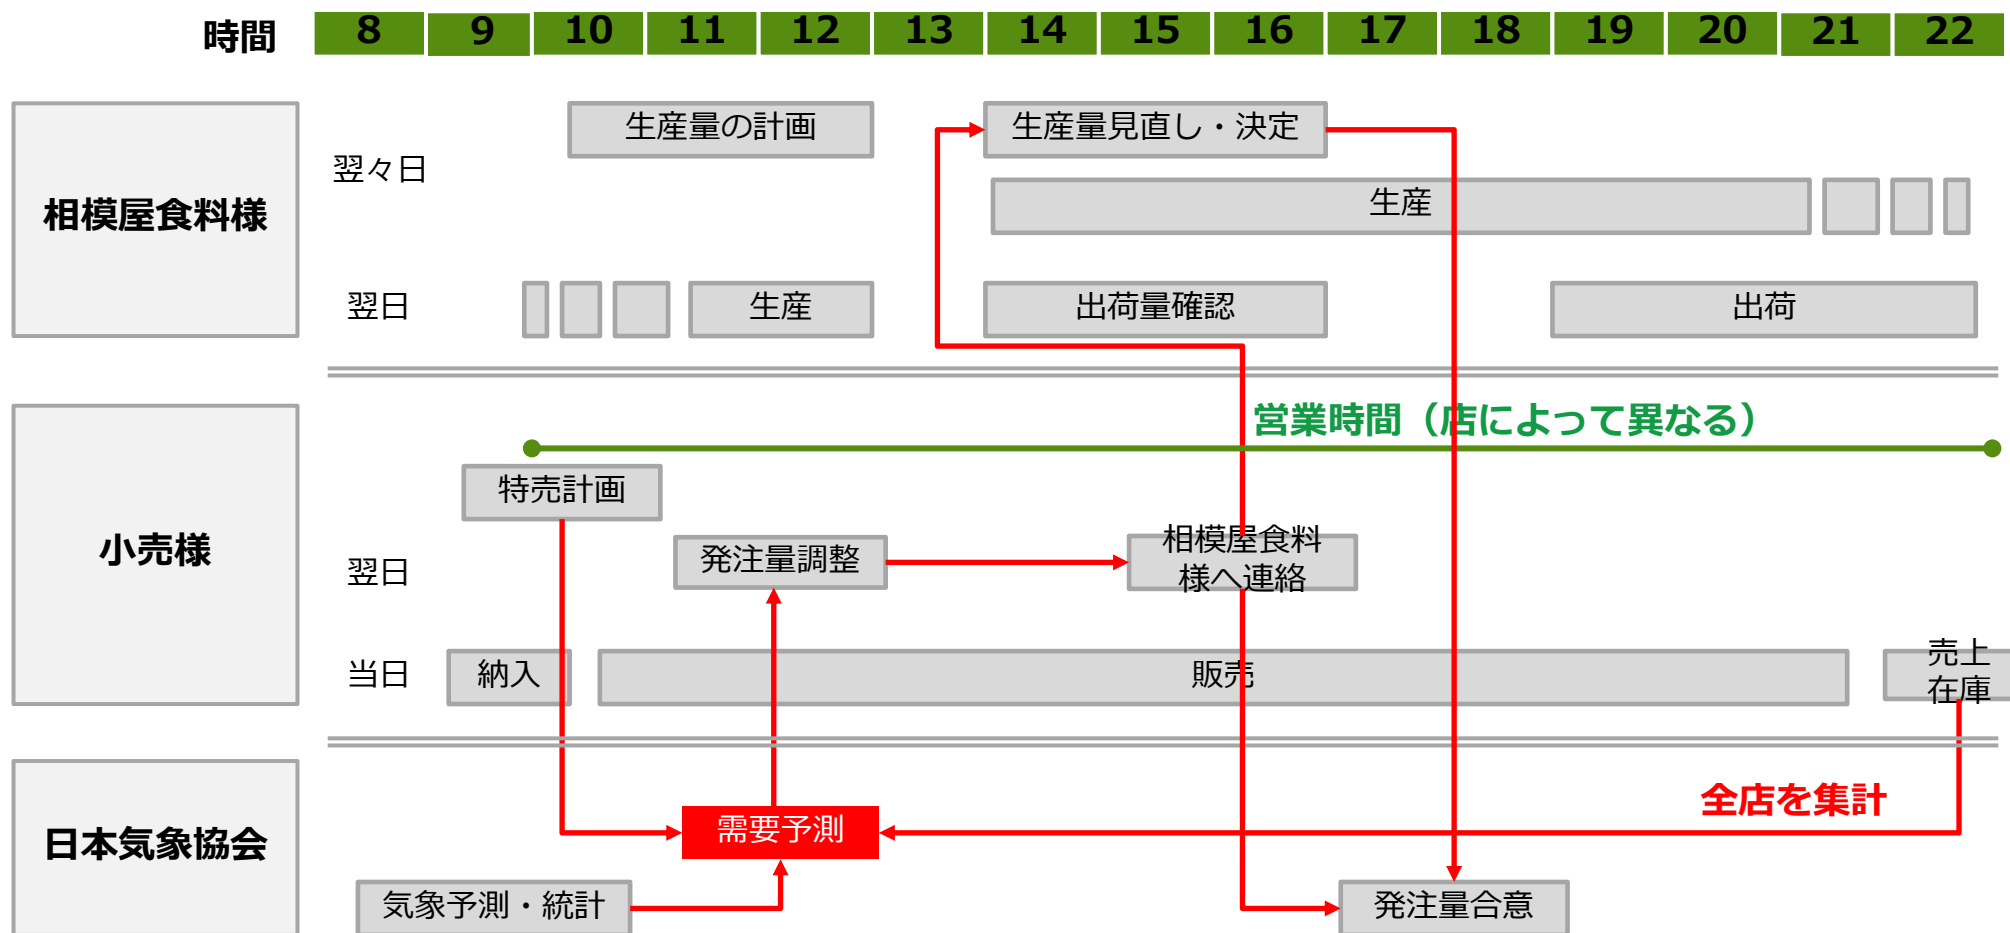 時間 8 9 10 11 12 13 14 15 16 17 18 19 20 21 22
相模屋食料様
翌々日
生産量の計画
生産量見直し・決定
生産
翌日
生産
出荷量確認
出荷
小売様
営業時間（店によって異なる）
特売計画
翌日
発注量調整
相模屋食料
様へ連絡
当日
納入
販売
売上
在庫
日本気象協会
全店を集計
需要予測
気象予測・統計
発注量合意